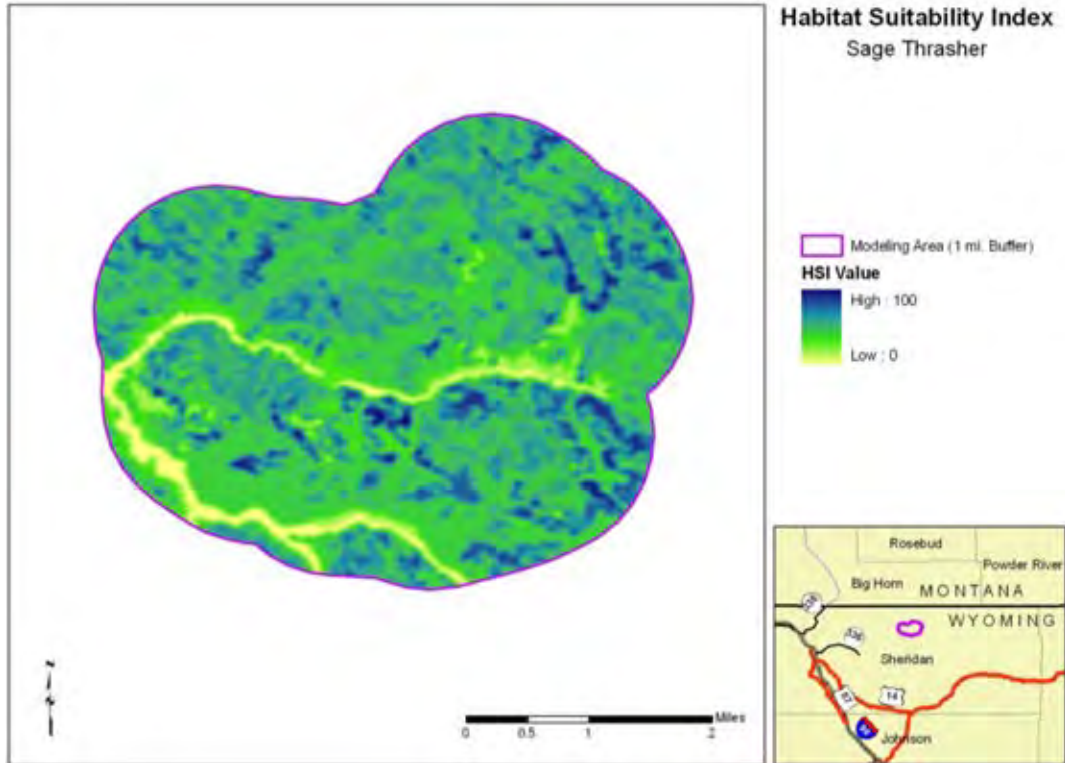 Habitat Suitability Index
Sage Thrasher
Modeling Area (1 mi. Buffer)
HSI Value
High : 100
Low : 0
Miles
0 0.5 1 2
Rosebud
Powder River
Big Horn
MONTANA
WYOMING
Sheridan
87
14
Johnson